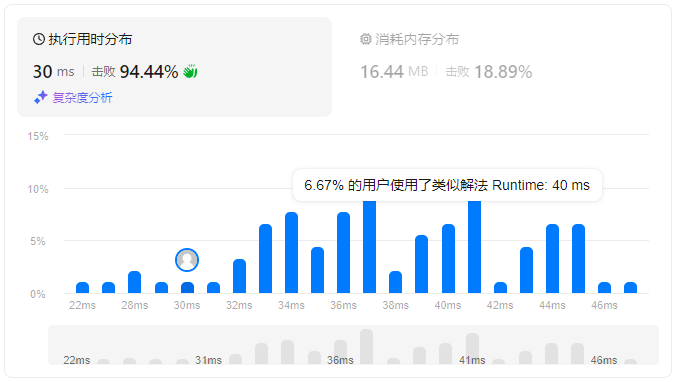 执行用时分布
30 ms 击败 94.44%
复杂度分析
消耗内存分布
16.44 MB 击败 18.89%
15%
10%
5%
0%
6.67% 的用户使用了类似解法 Runtime: 40 ms
22ms 28ms 30ms 32ms 34ms 36ms 38ms 40ms 42ms 44ms 46ms
22ms 31ms 36ms 41ms 46ms